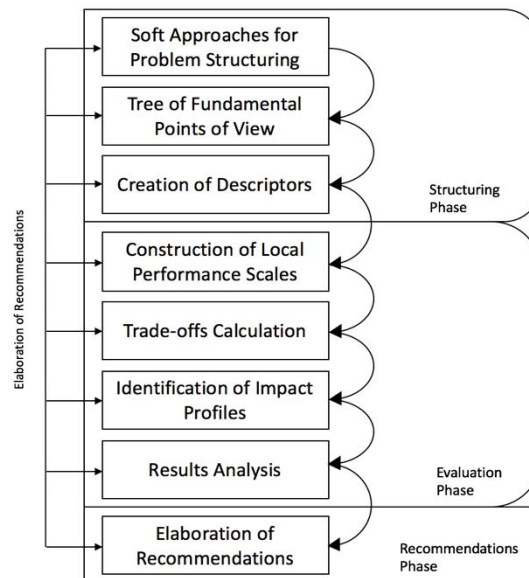 Soft Approaches for
Problem Structuring
Tree of Fundamental
Points of View
Creation of Descriptors
Structuring
Phase
Construction of Local
Performance Scales
Trade-offs Calculation
Identification of Impact
Profiles
Results Analysis
Evaluation
Phase
Elaboration of
Recommendations
Recommendations
Phase
Elaboration of Recommendations